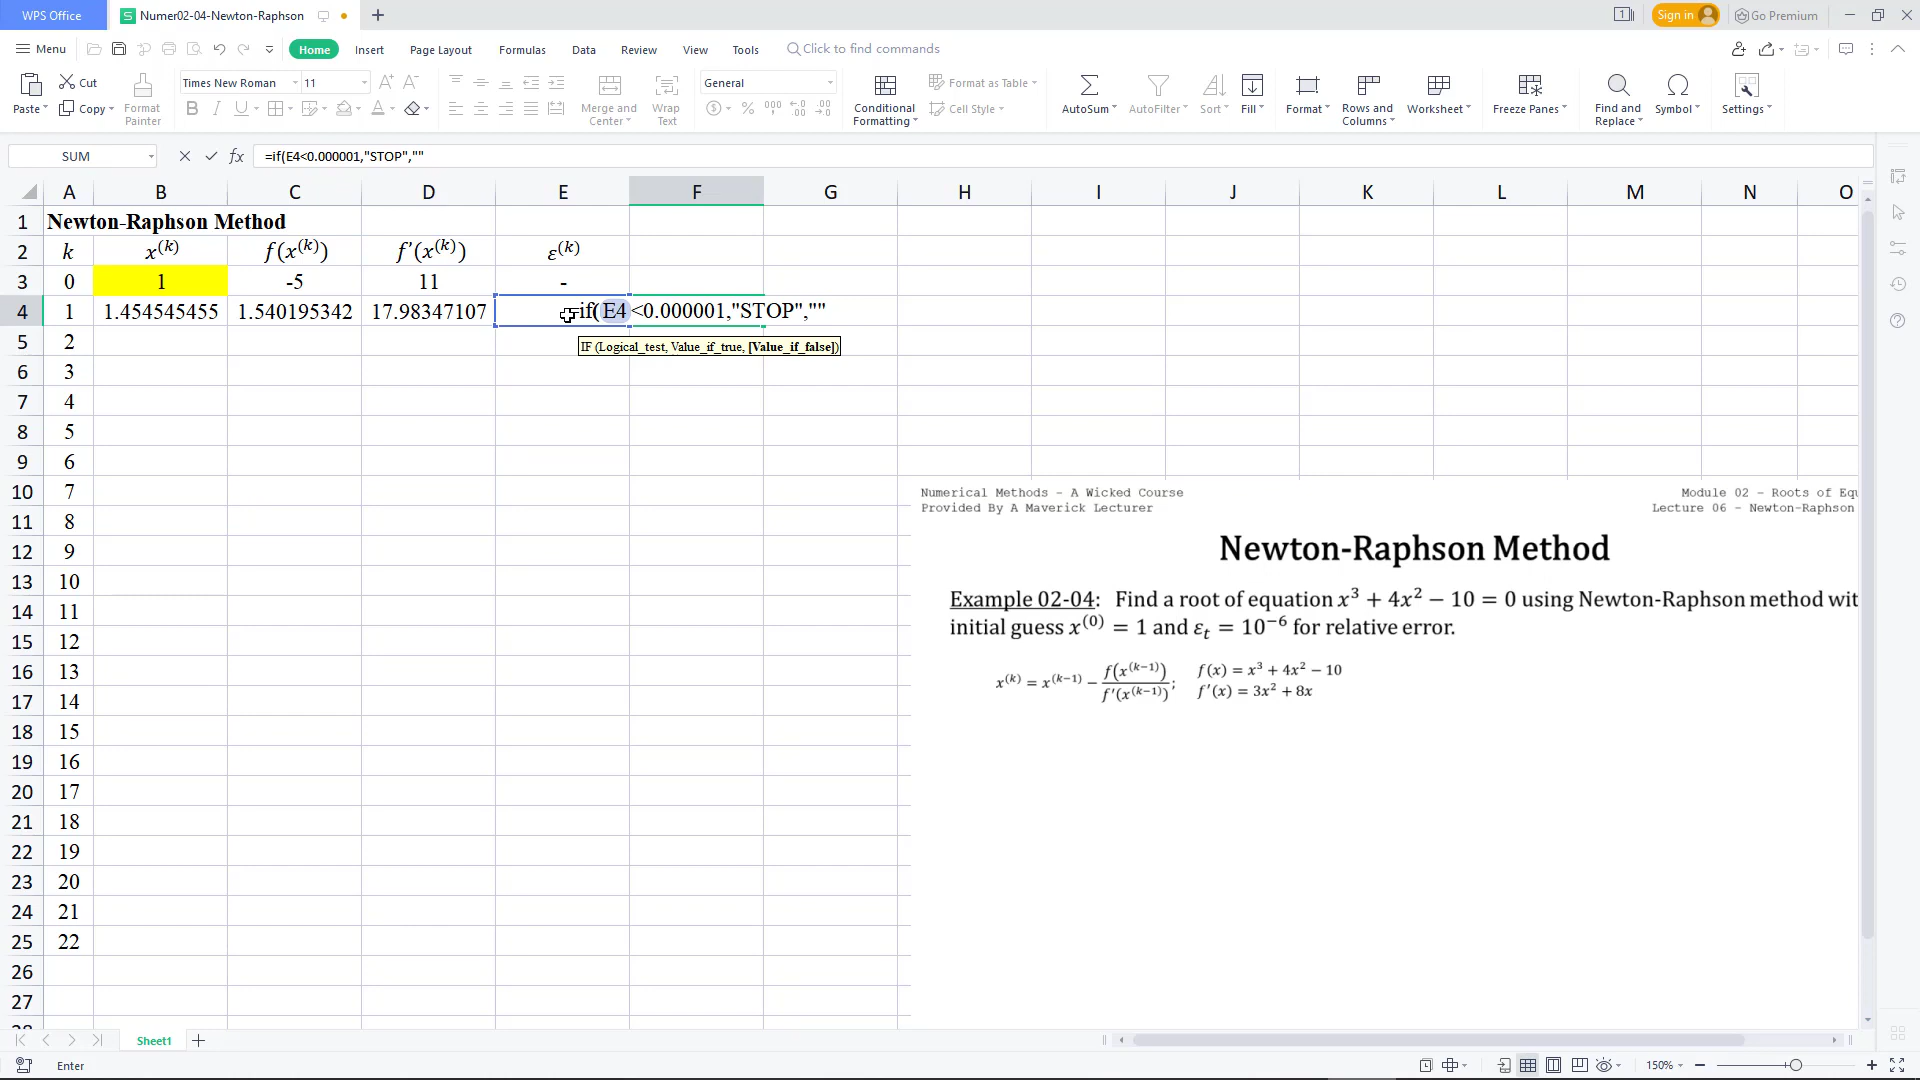 WPS Office
Numer02-04-Newton-Raphson
Sign in
Go Premium
Menu
Home
Insert
Page Layout
Formulas
Data
Review
View
Tools
Click to find commands
Paste
Cut
Copy
Format Painter
Times New Roman
11
Merge and Center
Wrap Text
General
Conditional Formatting
Format as Table
Cell Style
AutoSum
AutoFilter
Sort
Fill
Format
Rows and Columns
Worksheet
Freeze Panes
Find and Replace
Symbol
Settings
SUM
=if(E4<0.000001,"STOP",""
A B C D E F G H I J K L M N O
1 Newton-Raphson Method
2 k x^(k) f(x^(k)) f'(x^(k)) ε^(k)
3 0 1 -5 11 -
4 1 1.454545455 1.540195342 17.98347107 =if(E4<0.000001,"STOP",""
5 2
IF (Logical_test, Value_if_true, [Value_if_false])
6 3
7 4
8 5
9 6
10 7
11 8
12 9
13 10
14 11
15 12
16 13
17 14
18 15
19 16
20 17
21 18
22 19
23 20
24 21
25 22
26
27
Numerical Methods - A Wicked Course
Provided By A Maverick Lecturer
Module 02 - Roots of Equ
Lecture 06 - Newton-Raphson
Newton-Raphson Method
Example 02-04: Find a root of equation x³ + 4x² − 10 = 0 using Newton-Raphson method wit
initial guess x^(0) = 1 and ε_t = 10⁻⁶ for relative error.
x^(k) = x^(k−1) − f(x^(k−1)) / f'(x^(k−1)); f(x) = x³ + 4x² − 10
f'(x) = 3x² + 8x
Sheet1
Enter
150%